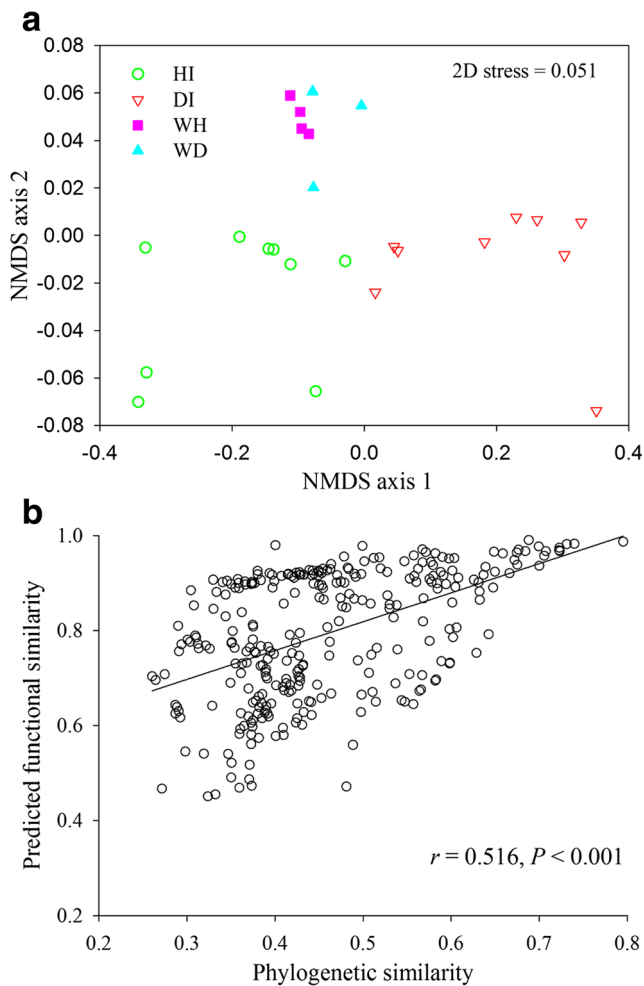 a
0.08
0.06
0.04
0.02
0.00
-0.02
-0.04
-0.06
-0.08
NMDS axis 2
HI
DI
WH
WD
2D stress = 0.051
-0.4
-0.2
0.0
0.2
0.4
NMDS axis 1
b
1.0
0.8
0.6
0.4
0.2
Predicted functional similarity
r = 0.516, P < 0.001
0.2
0.3
0.4
0.5
0.6
0.7
0.8
Phylogenetic similarity